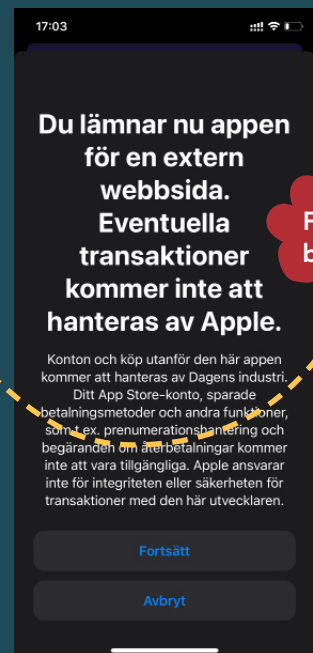 17:03
Du lämnar nu appen
för en extern
webbsida.
Eventuella
transaktioner
kommer inte att
hanteras av Apple.
Konton och köp utanför den här appen
kommer att hanteras av Dagens industri.
Ditt App Store-konto, sparade
betalningsmetoder och andra funktioner,
som t.ex. prenumerationshantering och
begäranden om återbetalningar kommer
inte att vara tillgängliga. Apple ansvarar
inte för integriteten eller säkerheten för
transaktioner med den här utvecklaren.
Fortsätt
Avbryt